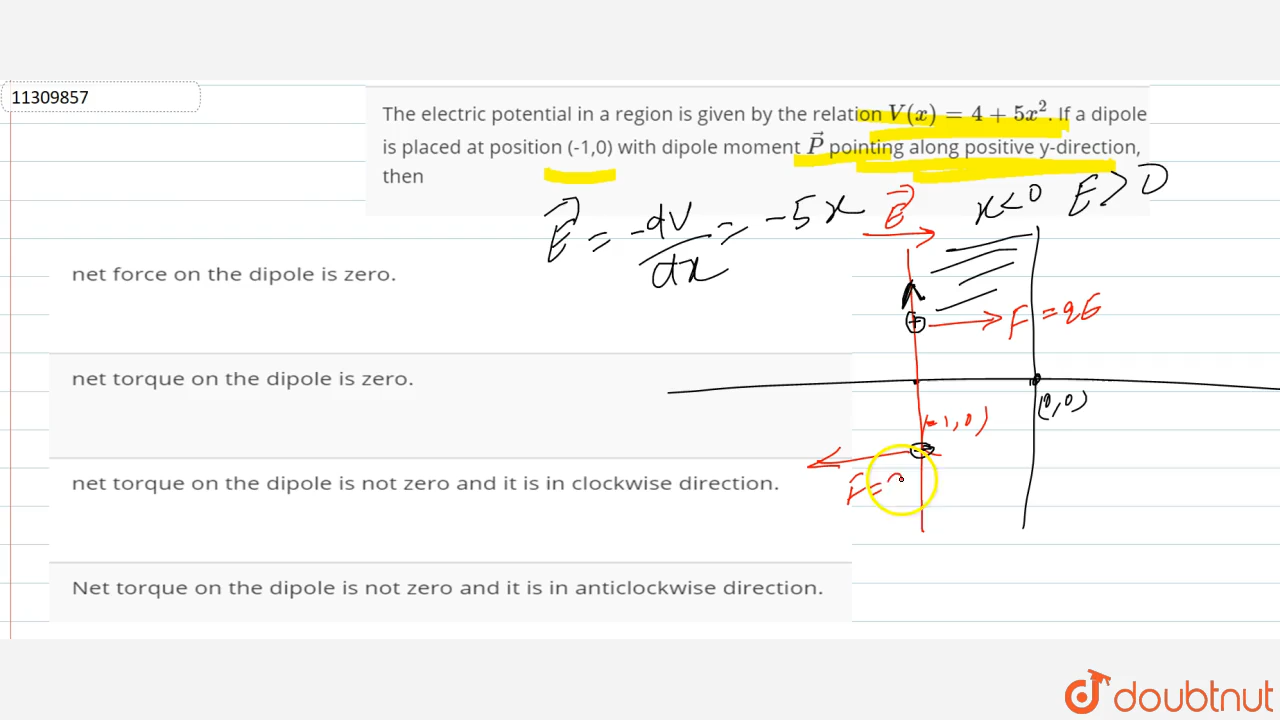 11309857
The electric potential in a region is given by the relation V(x) = 4 + 5x². If a dipole
is placed at position (-1,0) with dipole moment P⃗ pointing along positive y-direction,
then
E⃗ = -dV/dx = -5x
E⃗
x<0 E>0
net force on the dipole is zero.
F = qE
net torque on the dipole is zero.
(0,0)
(-1,0)
net torque on the dipole is not zero and it is in clockwise direction.
F =
Net torque on the dipole is not zero and it is in anticlockwise direction.
doubtnut